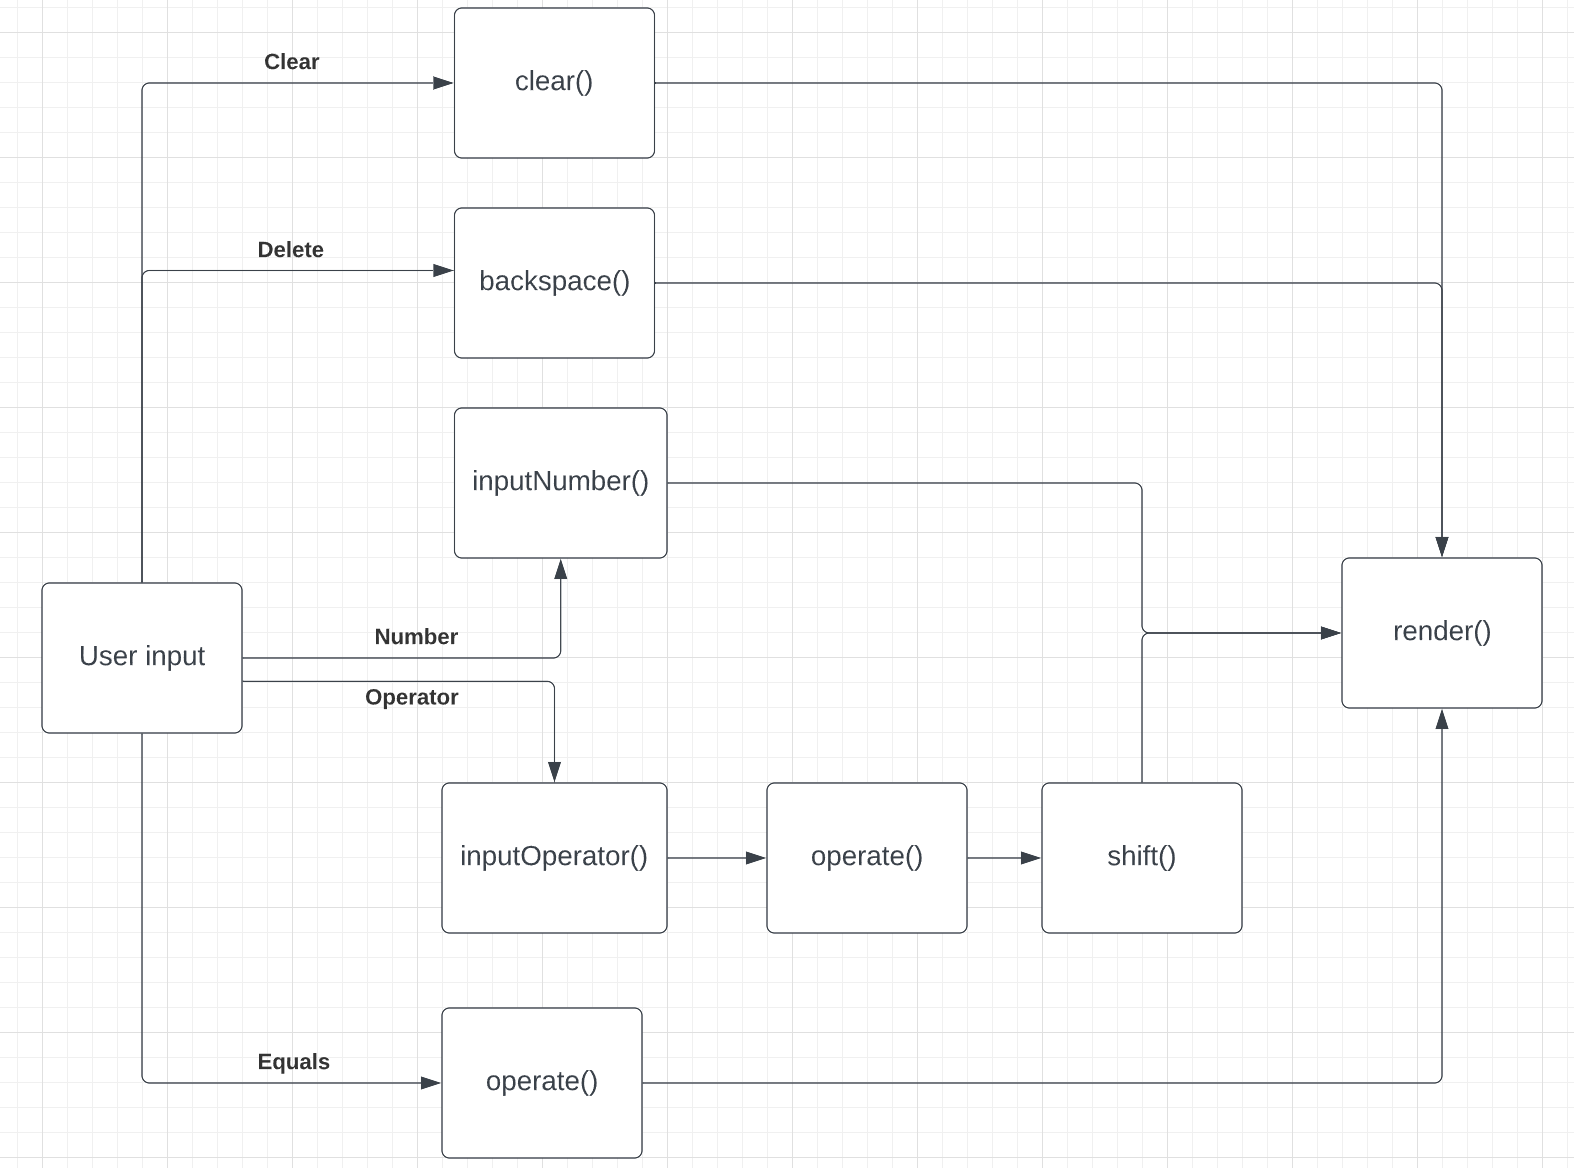 Clear
clear()
Delete
backspace()
inputNumber()
Number
User input
Operator
render()
inputOperator()
operate()
shift()
Equals
operate()